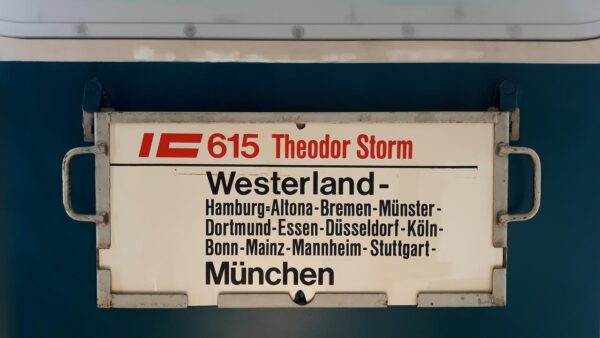 IC 615 Theodor Storm
Westerland-
Hamburg=Altona-Bremen-Münster-
Dortmund-Essen-Düsseldorf-Köln-
Bonn-Mainz-Mannheim-Stuttgart-
München